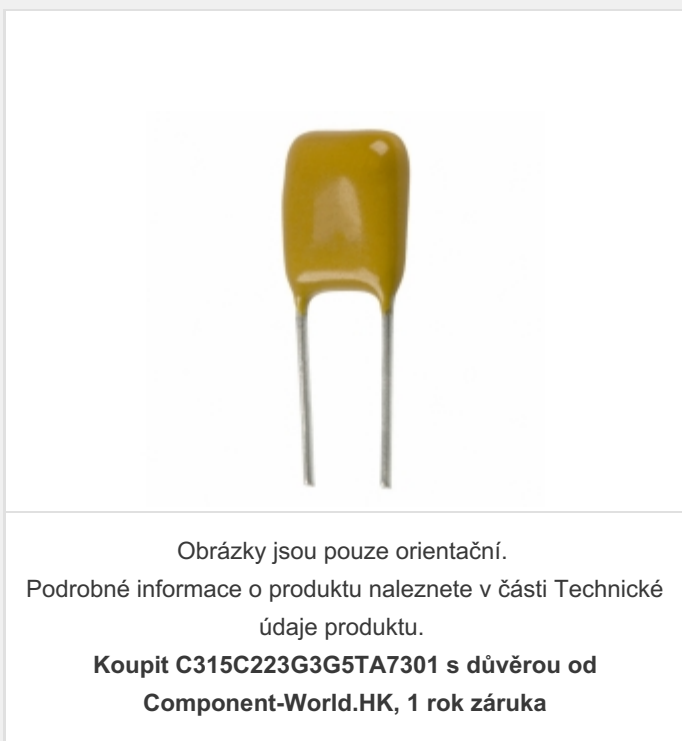 Obrázky jsou pouze orientační.
Podrobné informace o produktu naleznete v části Technické
údaje produktu.
Koupit C315C223G3G5TA7301 s důvěrou od
Component-World.HK, 1 rok záruka